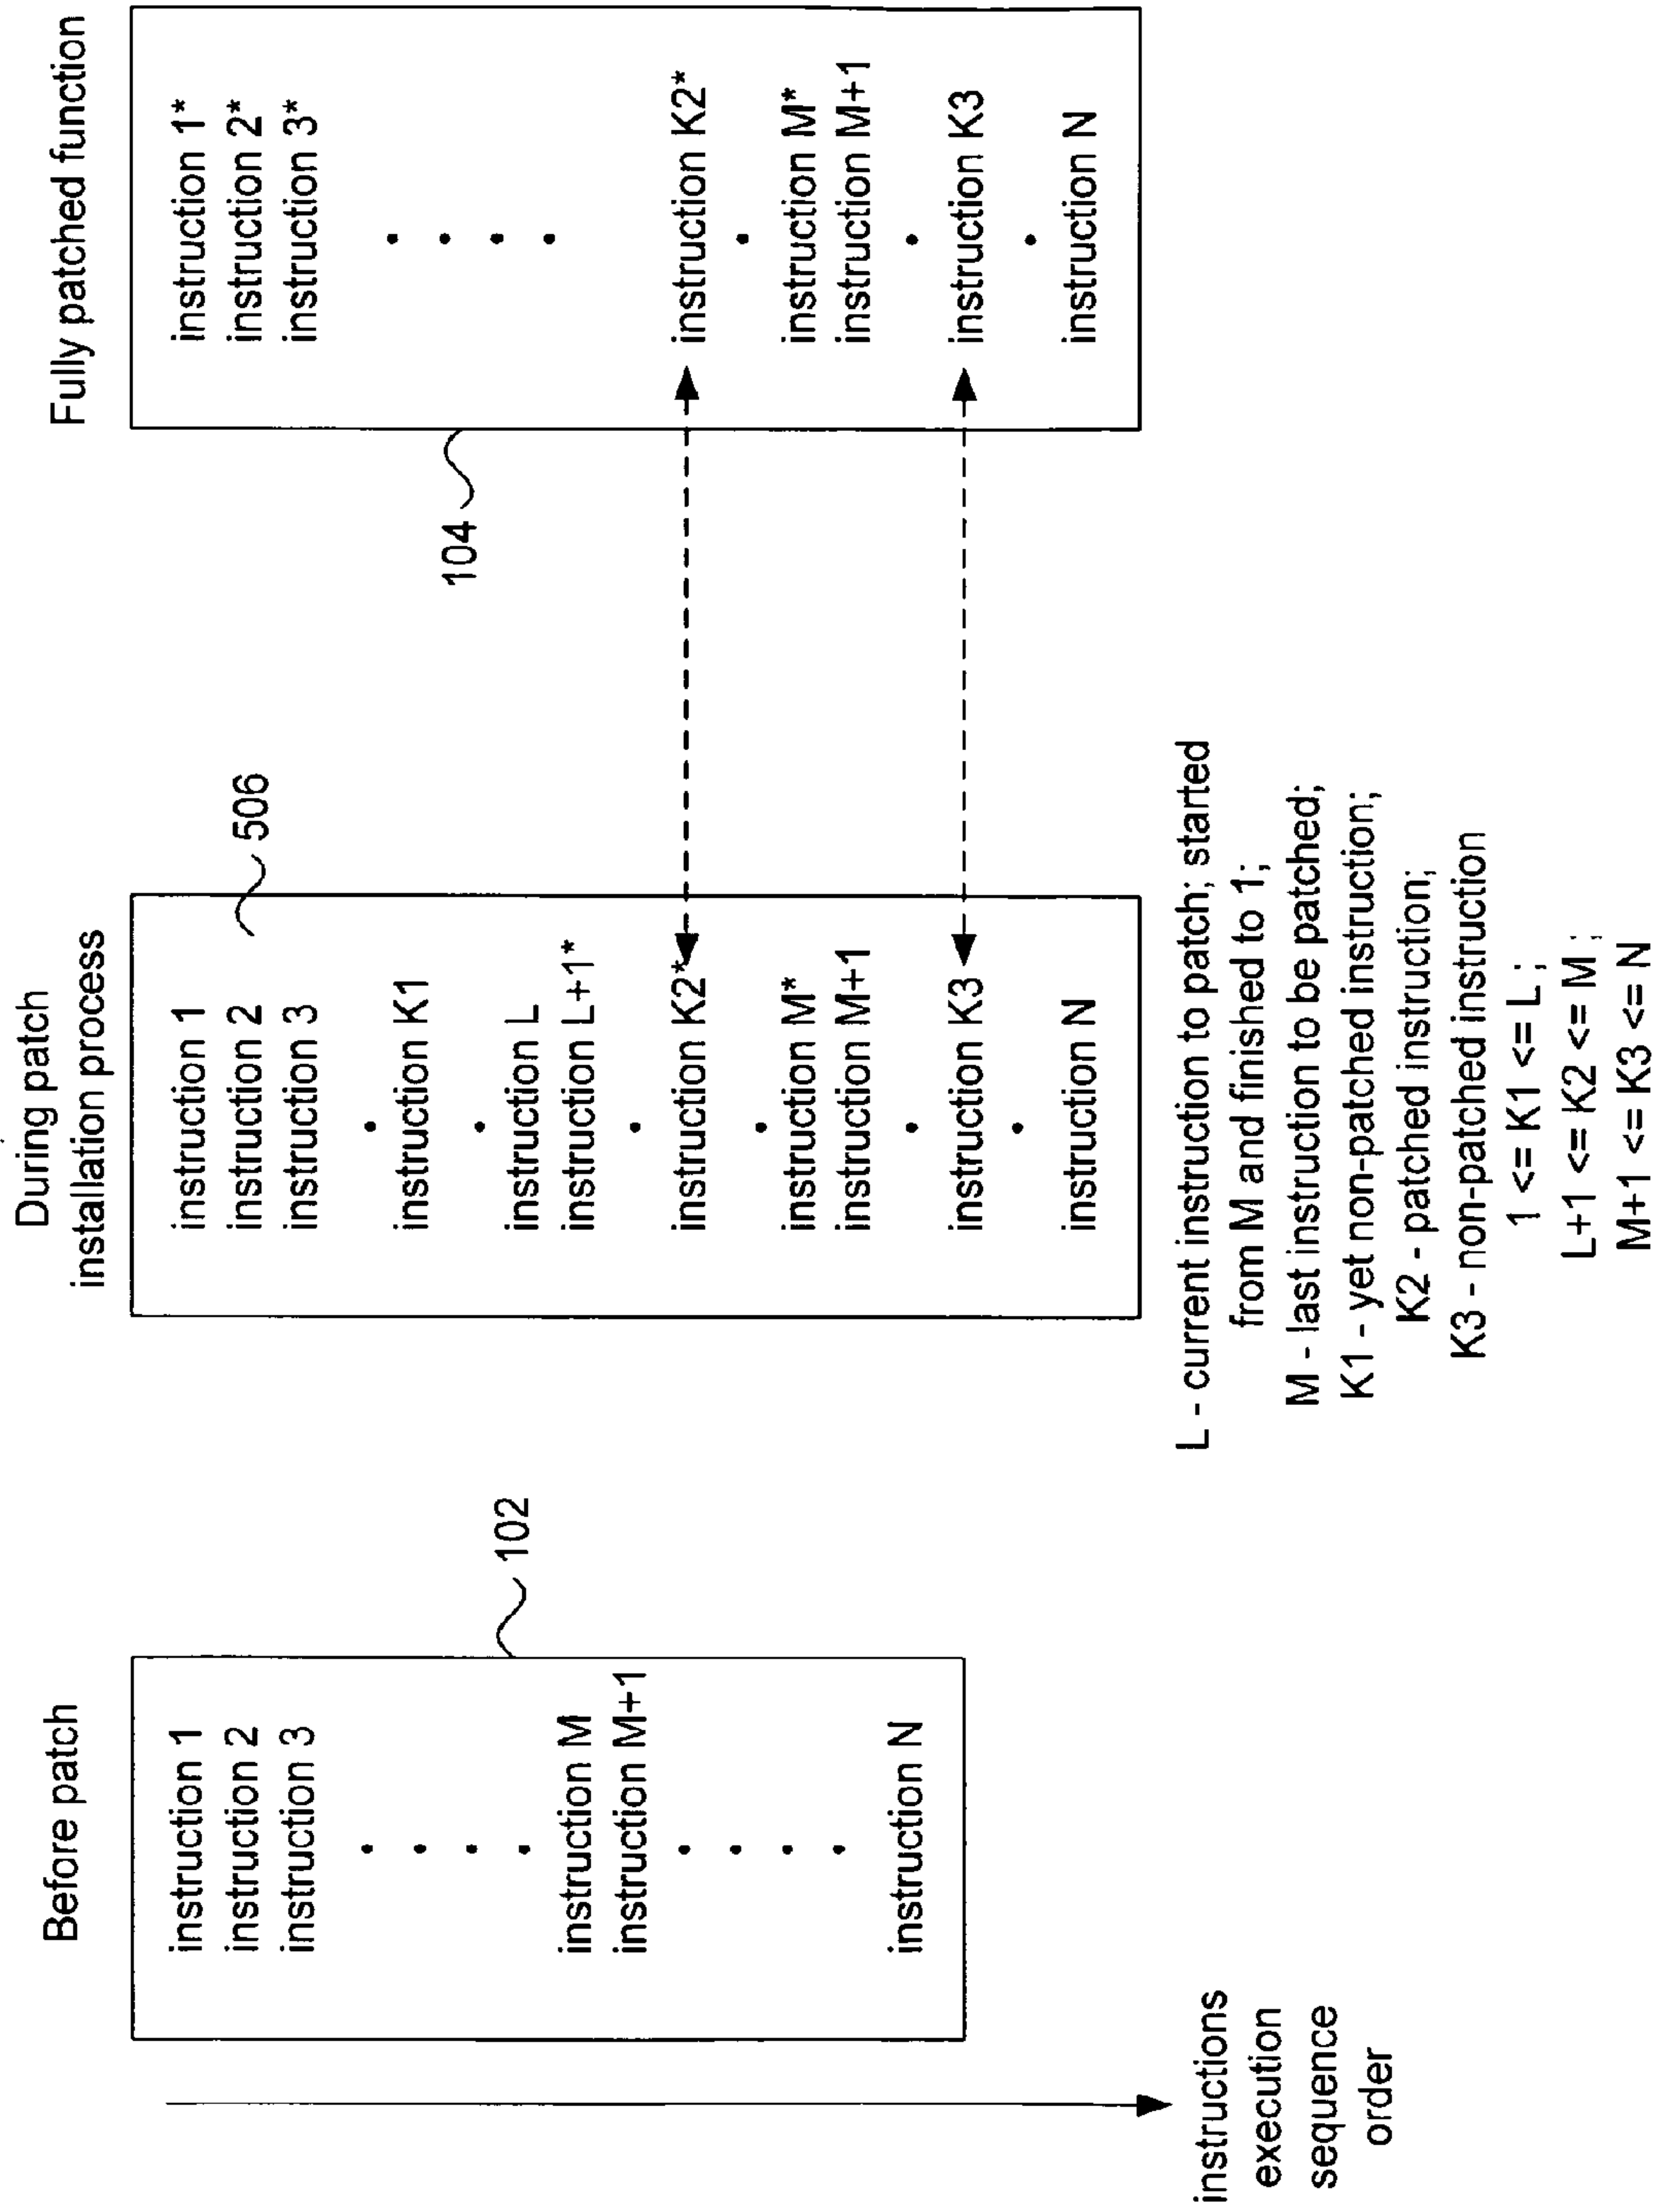 Before patch
instruction 1
instruction 2
instruction 3
instruction M
instruction M+1
instruction N
102
instructions
execution
sequence
order
During patch
installation process
506
instruction 1
instruction 2
instruction 3
instruction K1
instruction L
instruction L+1*
instruction K2*
instruction M*
instruction M+1
instruction K3
instruction N
L - current instruction to patch; started
from M and finished to 1;
M - last instruction to be patched;
K1 - yet non-patched instruction;
K2 - patched instruction;
K3 - non-patched instruction
1 <= K1 <= L;
L+1 <= K2 <= M;
M+1 <= K3 <= N
Fully patched function
104
instruction 1*
instruction 2*
instruction 3*
instruction K2*
instruction M*
instruction M+1
instruction K3
instruction N